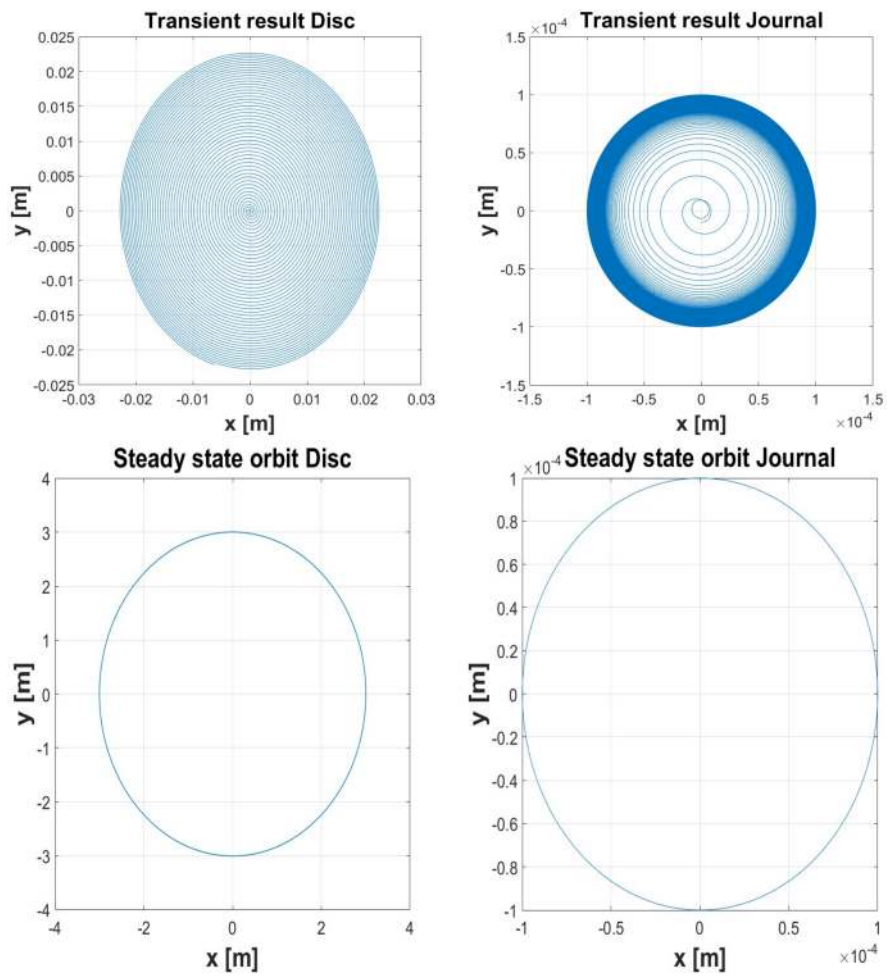 Transient result Disc
0.025
0.02
0.015
0.01
0.005
0
-0.005
-0.01
-0.015
-0.02
-0.025
y [m]
-0.03 -0.02 -0.01 0 0.01 0.02 0.03
x [m]
Transient result Journal
×10⁻⁴
1.5
1
0.5
0
-0.5
-1
-1.5
y [m]
-1.5 -1 -0.5 0 0.5 1 1.5
×10⁻⁴
x [m]
Steady state orbit Disc
4
3
2
1
0
-1
-2
-3
-4
y [m]
-4 -2 0 2 4
x [m]
×10⁻⁴ Steady state orbit Journal
1
0.8
0.6
0.4
0.2
0
-0.2
-0.4
-0.6
-0.8
-1
y [m]
-1 -0.5 0 0.5 1
×10⁻⁴
x [m]